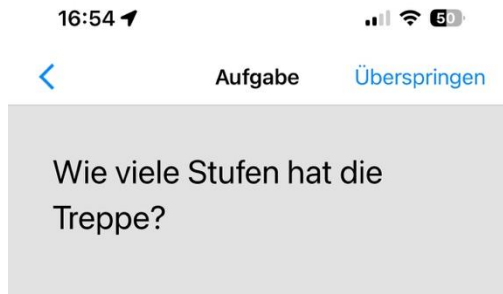 16:54
50
Aufgabe
Überspringen
Wie viele Stufen hat die
Treppe?